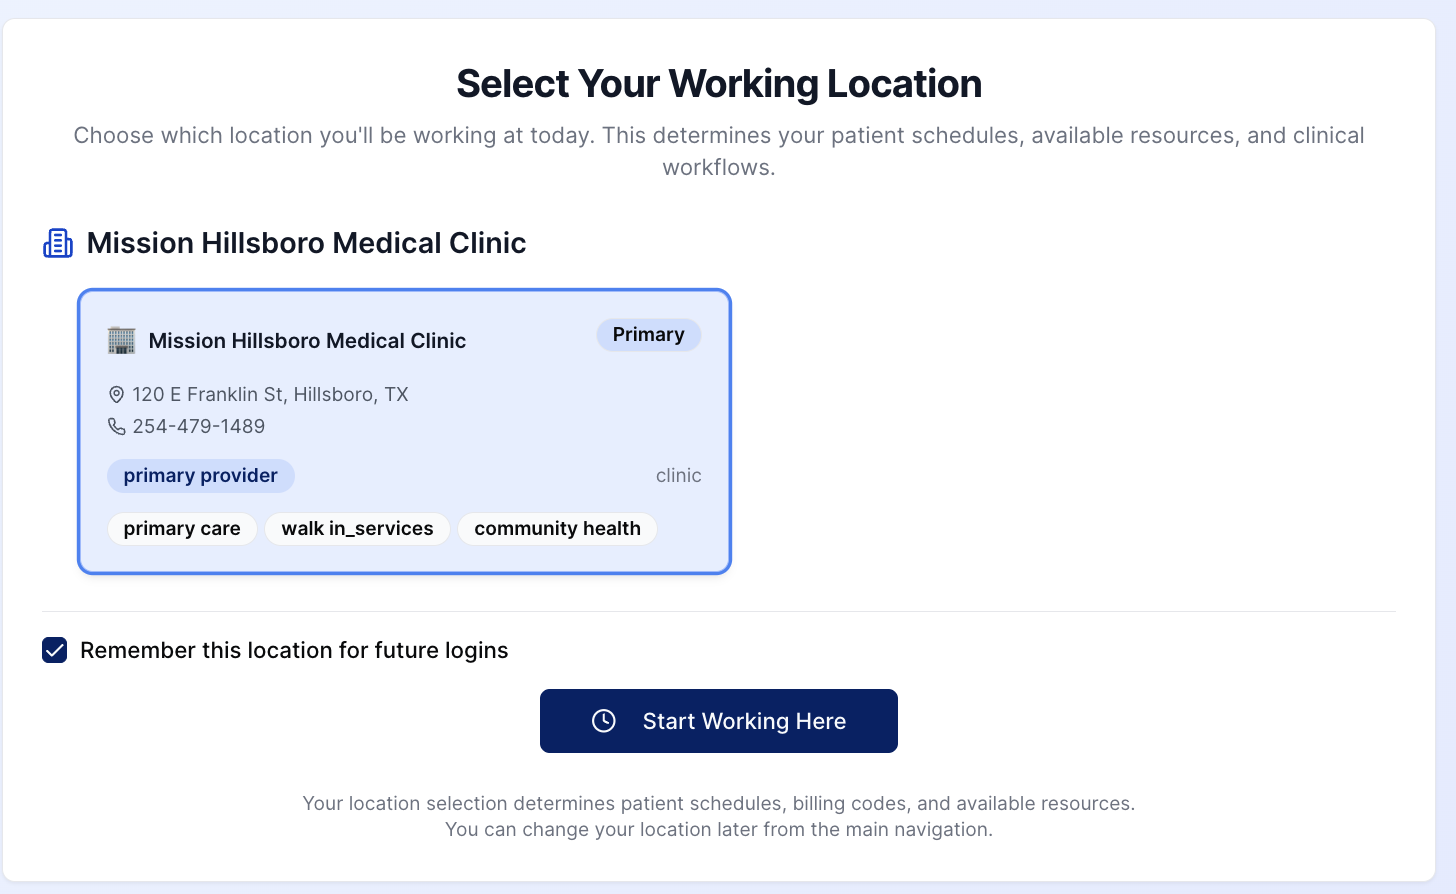 Select Your Working Location
Choose which location you'll be working at today. This determines your patient schedules, available resources, and clinical
workflows.
Mission Hillsboro Medical Clinic
Mission Hillsboro Medical Clinic
Primary
120 E Franklin St, Hillsboro, TX
254-479-1489
primary provider
clinic
primary care
walk in_services
community health
Remember this location for future logins
Start Working Here
Your location selection determines patient schedules, billing codes, and available resources.
You can change your location later from the main navigation.